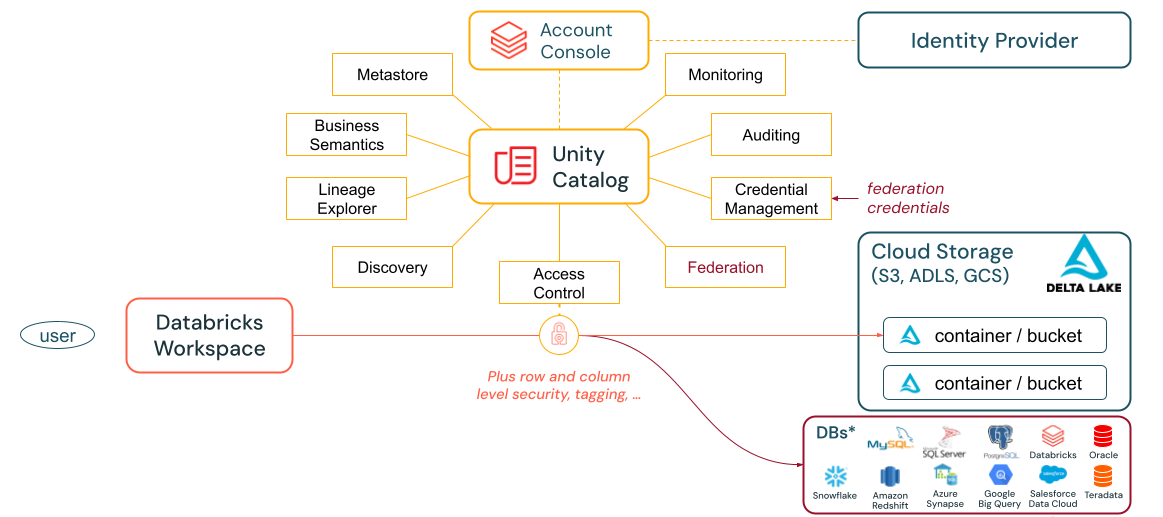 Account
Console
Identity Provider
Metastore
Monitoring
Business
Semantics
Auditing
Unity
Catalog
Lineage
Explorer
Credential
Management
federation
credentials
Discovery
Access
Control
Federation
Cloud Storage
(S3, ADLS, GCS)
DELTA LAKE
user
Databricks
Workspace
container / bucket
container / bucket
Plus row and column
level security, tagging, ...
DBs*
MySQL
SQL Server
PostgreSQL
Databricks
Oracle
Snowflake
Amazon
Redshift
Azure
Synapse
Google
Big Query
salesforce
Salesforce
Data Cloud
Teradata